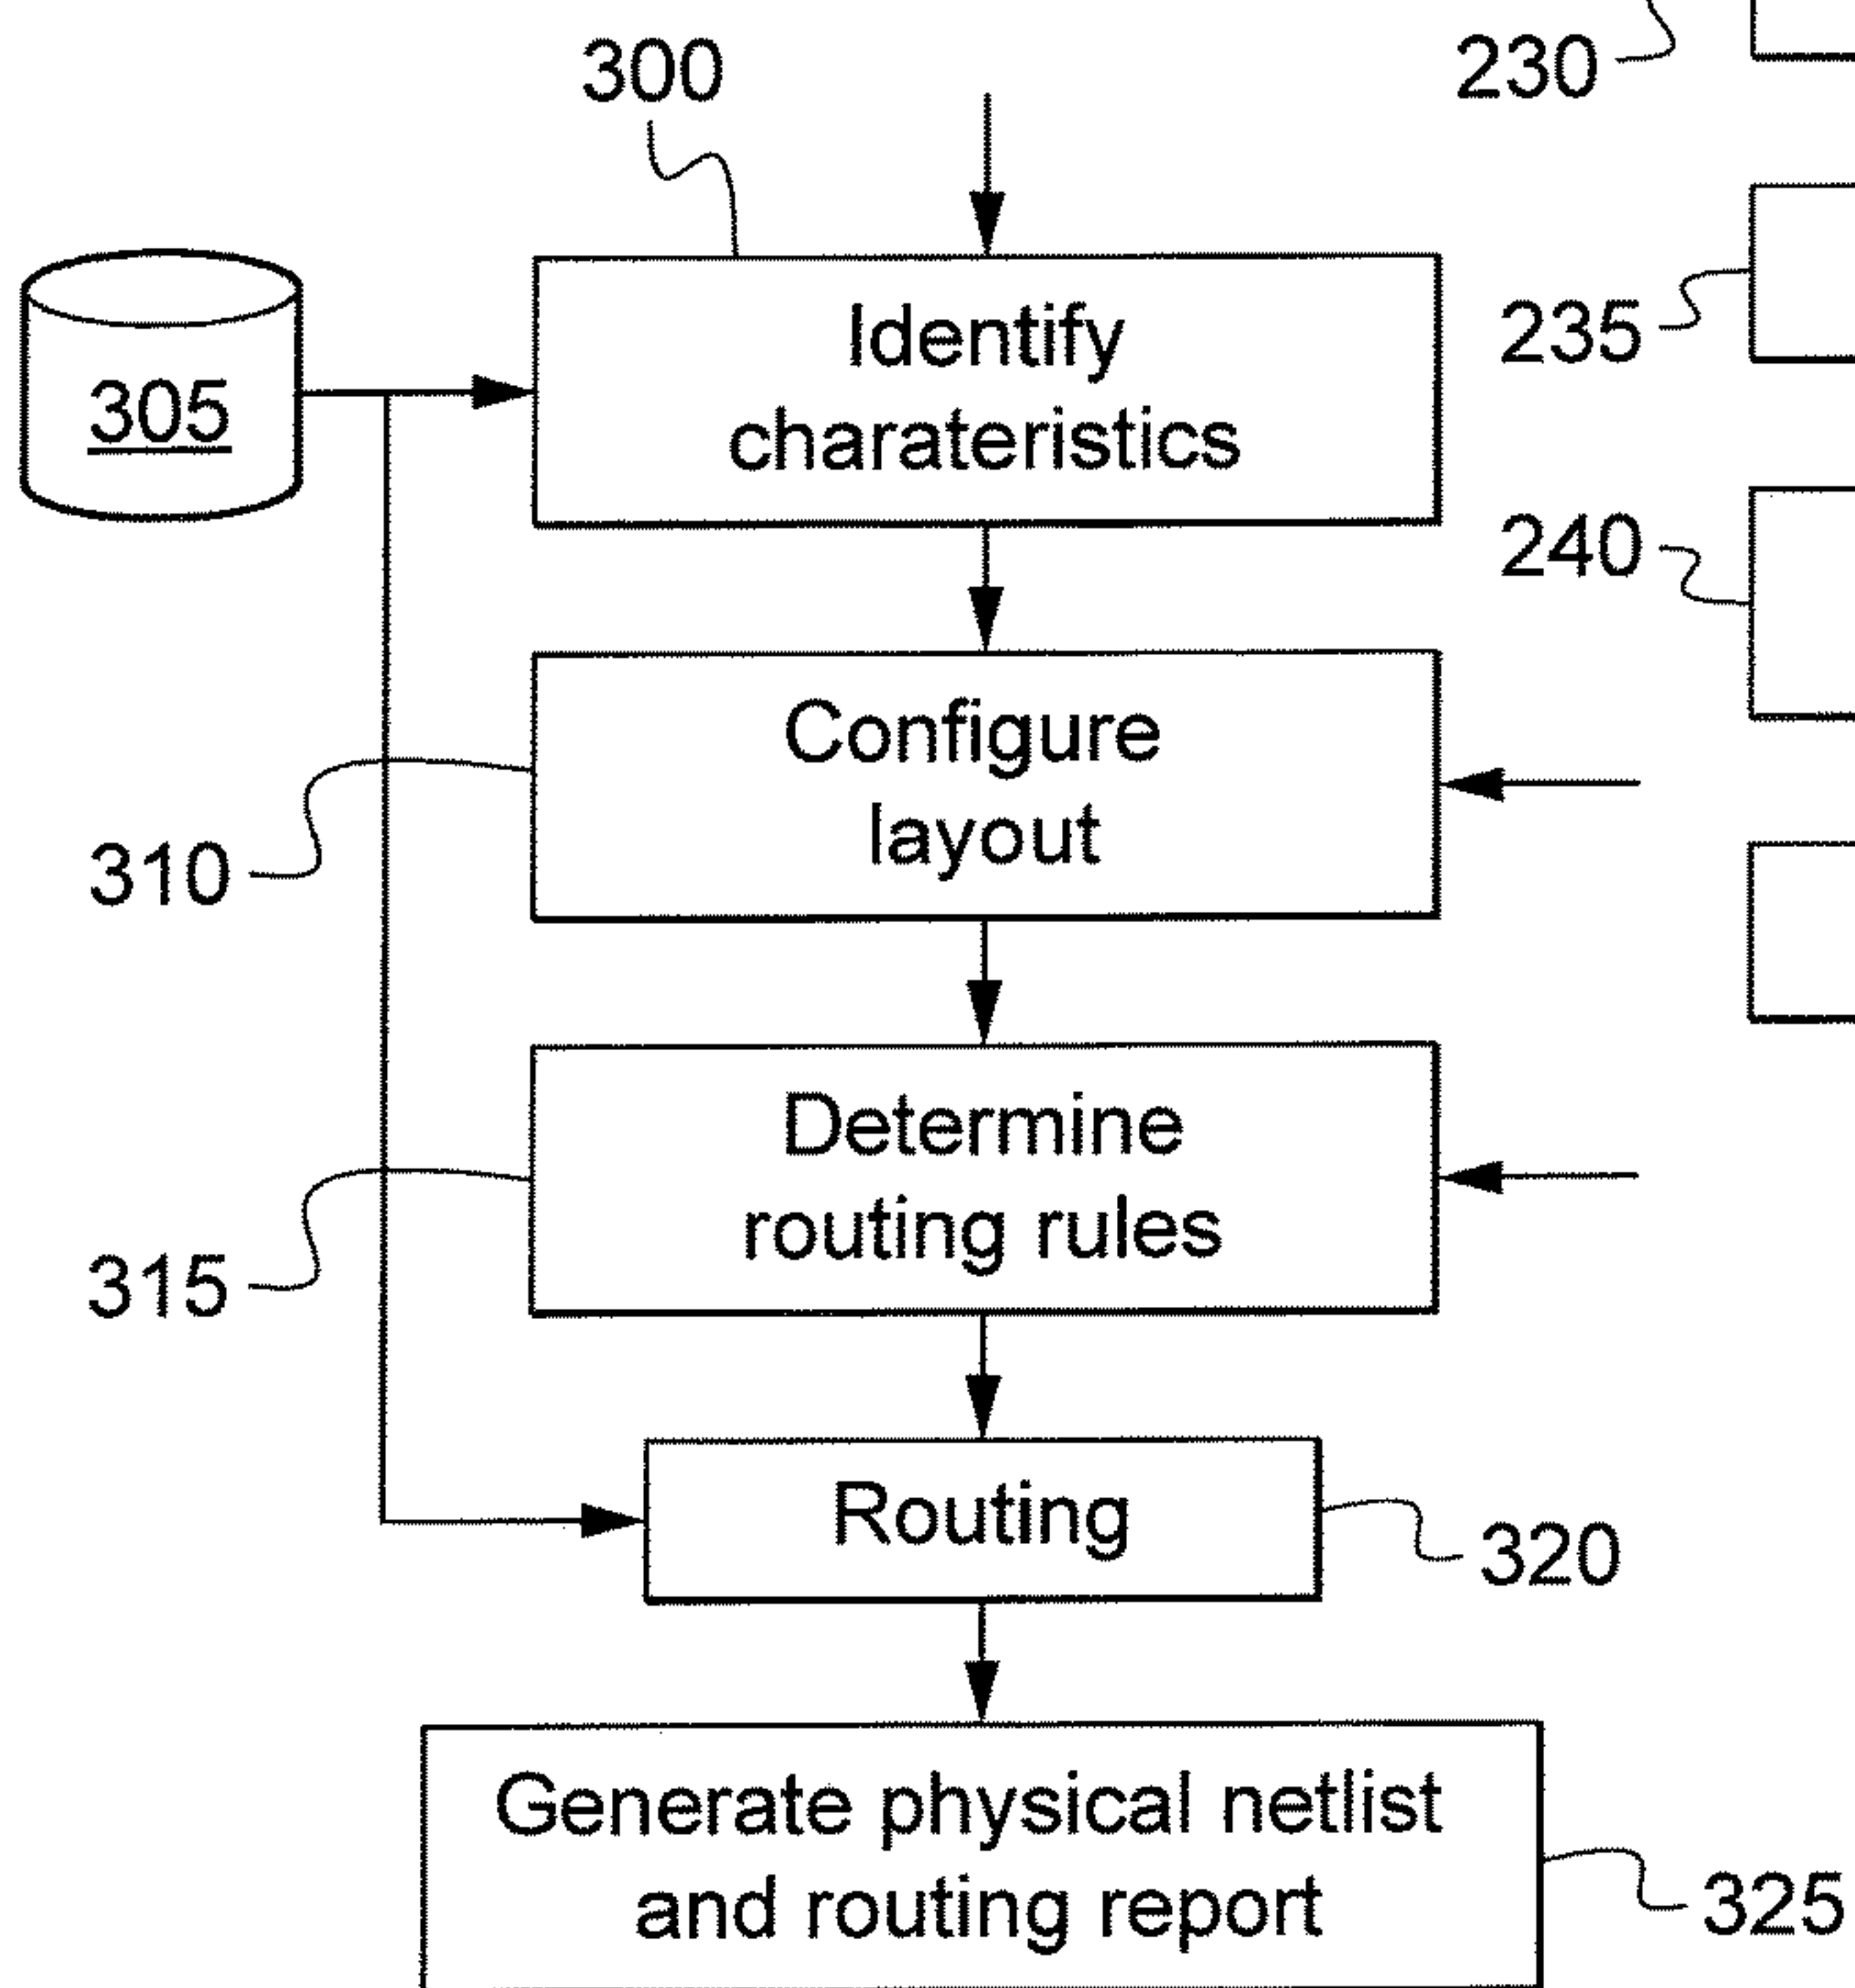 300
230
Identify
charateristics
305
235
240
Configure
layout
310
Determine
routing rules
315
Routing
320
Generate physical netlist
and routing report
325